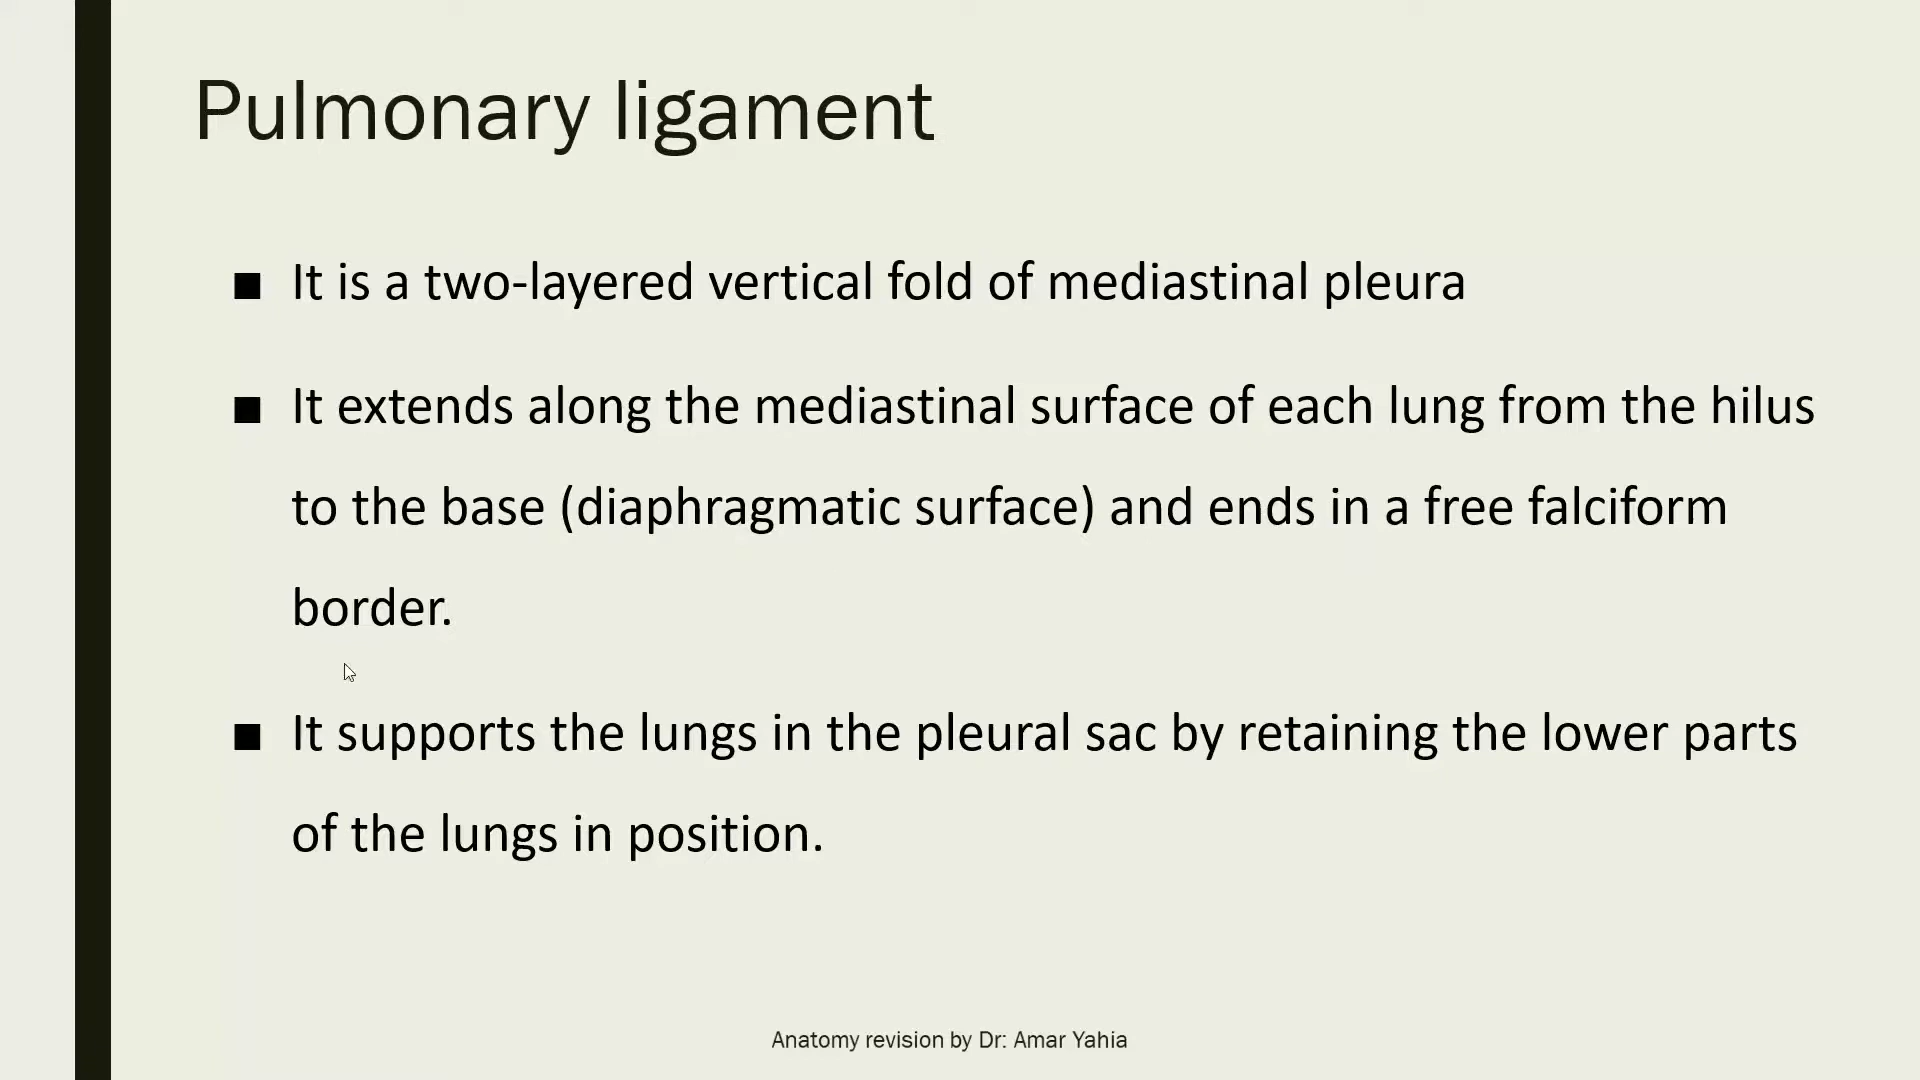 Pulmonary ligament
■ It is a two-layered vertical fold of mediastinal pleura
■ It extends along the mediastinal surface of each lung from the hilus
to the base (diaphragmatic surface) and ends in a free falciform
border.
■ It supports the lungs in the pleural sac by retaining the lower parts
of the lungs in position.
Anatomy revision by Dr: Amar Yahia